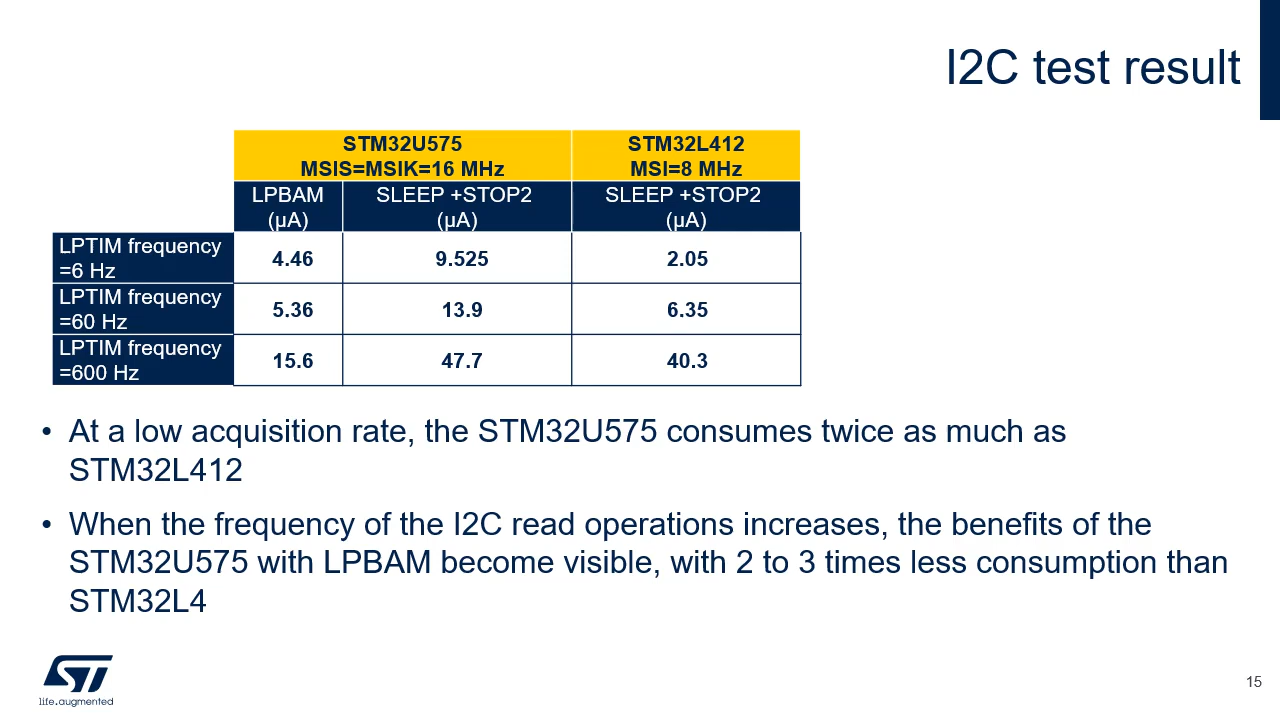 I2C test result
STM32U575
MSIS=MSIK=16 MHz
STM32L412
MSI=8 MHz
LPBAM
(µA)
SLEEP +STOP2
(µA)
SLEEP +STOP2
(µA)
LPTIM frequency
=6 Hz
4.46
9.525
2.05
LPTIM frequency
=60 Hz
5.36
13.9
6.35
LPTIM frequency
=600 Hz
15.6
47.7
40.3
• At a low acquisition rate, the STM32U575 consumes twice as much as
STM32L412
• When the frequency of the I2C read operations increases, the benefits of the
STM32U575 with LPBAM become visible, with 2 to 3 times less consumption than
STM32L4
ST
life.augmented
15